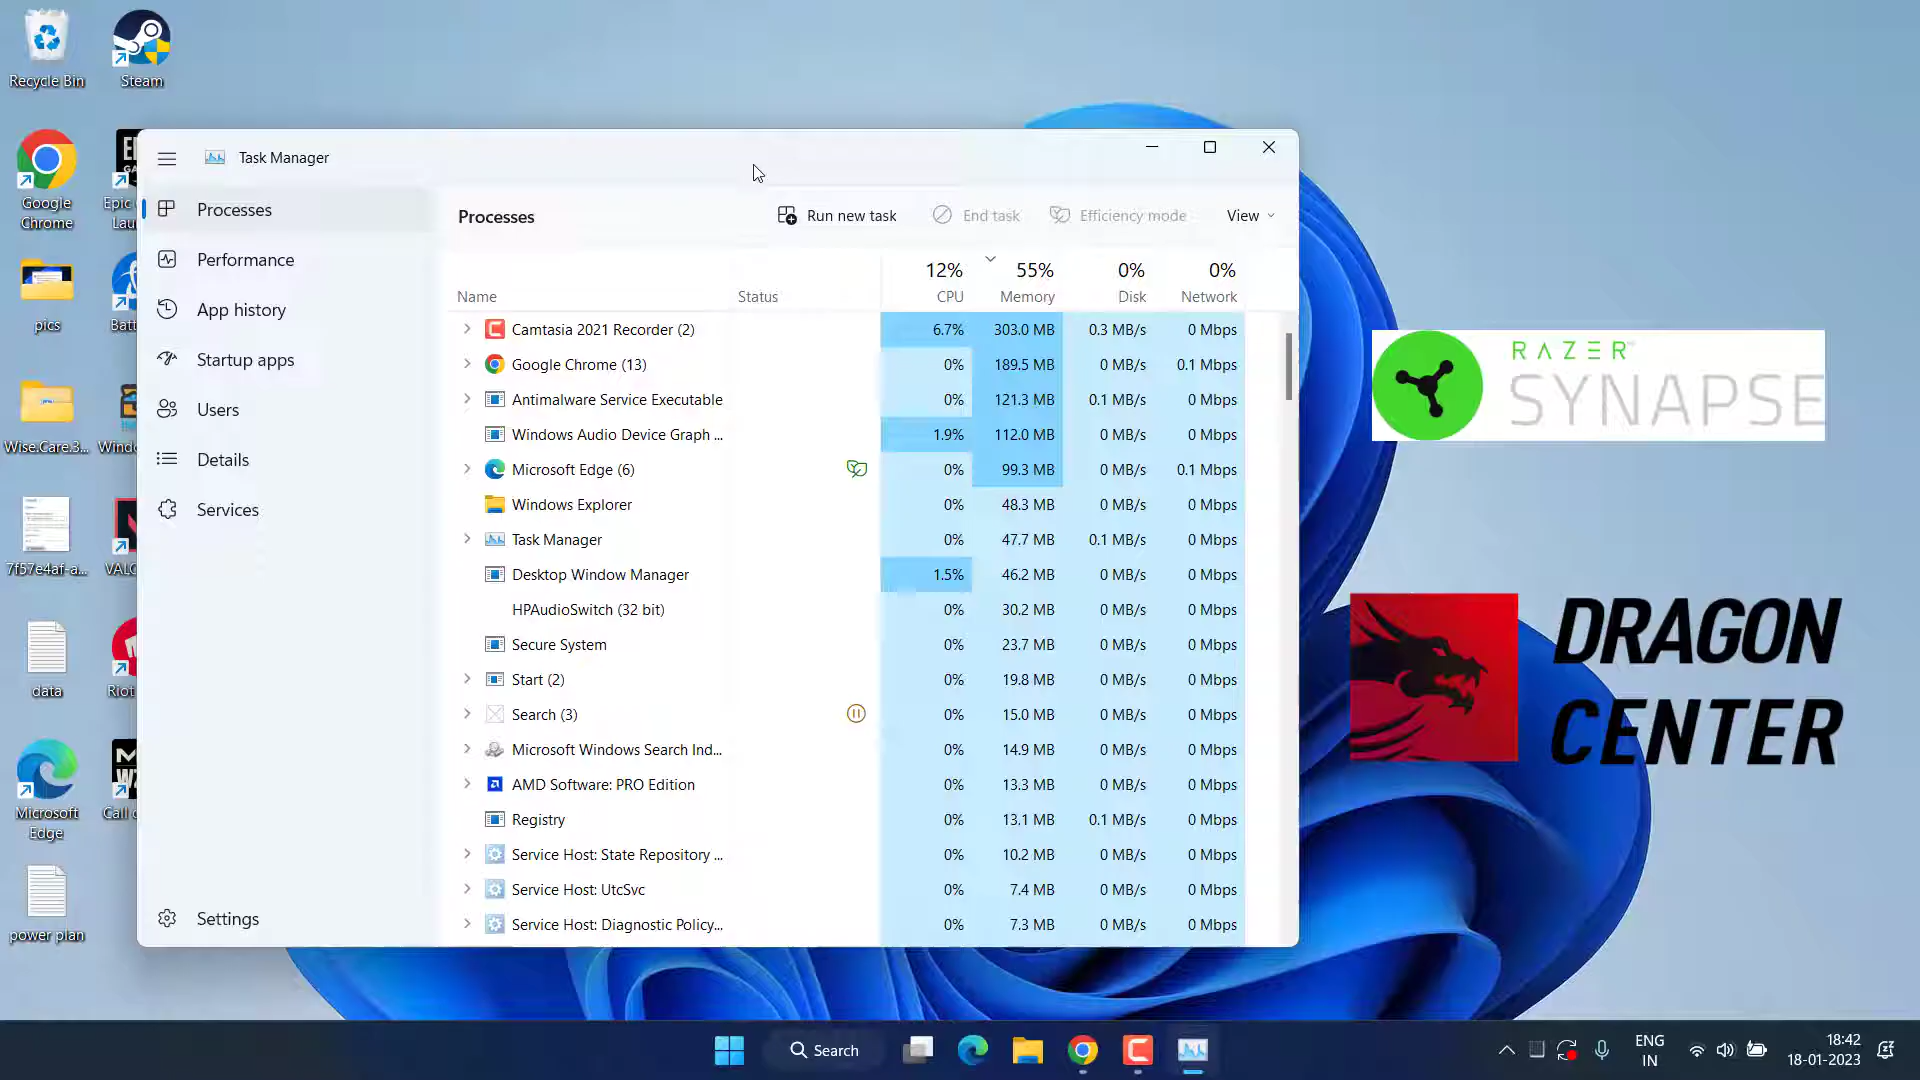 Recycle Bin
Steam
Google
Chrome
Epic
pics
Wise.Care.3...
7f57e4af-a...
data
Riot
Microsoft
Edge
Call
power plan
Task Manager
Processes
Performance
App history
Startup apps
Users
Details
Services
Settings
Processes
Run new task
End task
Efficiency mode
View
12% 55% 0% 0%
Name Status CPU Memory Disk Network
Camtasia 2021 Recorder (2) 6.7% 303.0 MB 0.3 MB/s 0 Mbps
Google Chrome (13) 0% 189.5 MB 0 MB/s 0.1 Mbps
Antimalware Service Executable 0% 121.3 MB 0.1 MB/s 0 Mbps
Windows Audio Device Graph ... 1.9% 112.0 MB 0 MB/s 0 Mbps
Microsoft Edge (6) 0% 99.3 MB 0 MB/s 0.1 Mbps
Windows Explorer 0% 48.3 MB 0 MB/s 0 Mbps
Task Manager 0% 47.7 MB 0.1 MB/s 0 Mbps
Desktop Window Manager 1.5% 46.2 MB 0 MB/s 0 Mbps
HPAudioSwitch (32 bit) 0% 30.2 MB 0 MB/s 0 Mbps
Secure System 0% 23.7 MB 0 MB/s 0 Mbps
Start (2) 0% 19.8 MB 0 MB/s 0 Mbps
Search (3) 0% 15.0 MB 0 MB/s 0 Mbps
Microsoft Windows Search Ind... 0% 14.9 MB 0 MB/s 0 Mbps
AMD Software: PRO Edition 0% 13.3 MB 0 MB/s 0 Mbps
Registry 0% 13.1 MB 0.1 MB/s 0 Mbps
Service Host: State Repository ... 0% 10.2 MB 0 MB/s 0 Mbps
Service Host: UtcSvc 0% 7.4 MB 0 MB/s 0 Mbps
Service Host: Diagnostic Policy... 0% 7.3 MB 0 MB/s 0 Mbps
RAZER™
SYNAPSE
DRAGON
CENTER
Search
ENG
IN
18:42
18-01-2023